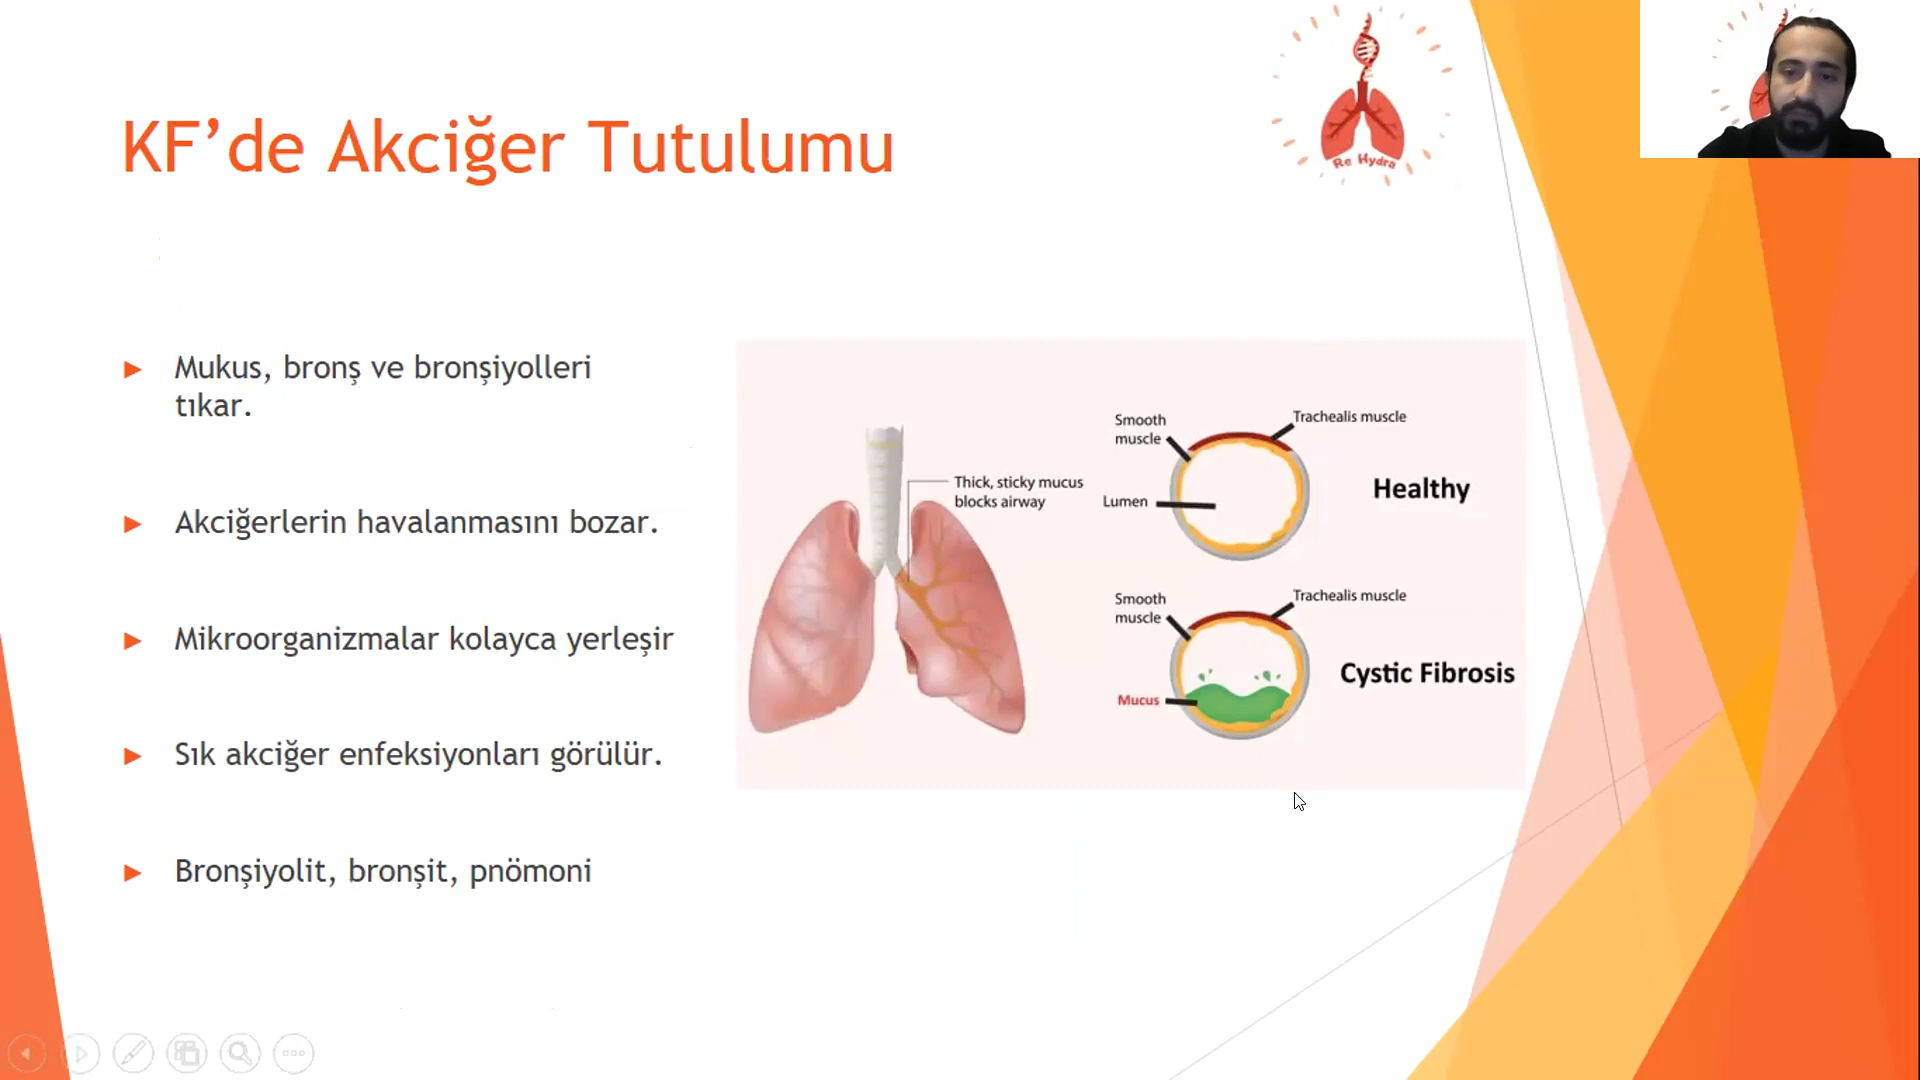 KF’de Akciğer Tutulumu
Re Hydra
Mukus, bronş ve bronşiyolleri
tıkar.
Akciğerlerin havalanmasını bozar.
Mikroorganizmalar kolayca yerleşir
Sık akciğer enfeksiyonları görülür.
Bronşiyolit, bronşit, pnömoni
Thick, sticky mucus
blocks airway
Smooth
muscle
Trachealis muscle
Lumen
Healthy
Smooth
muscle
Trachealis muscle
Mucus
Cystic Fibrosis